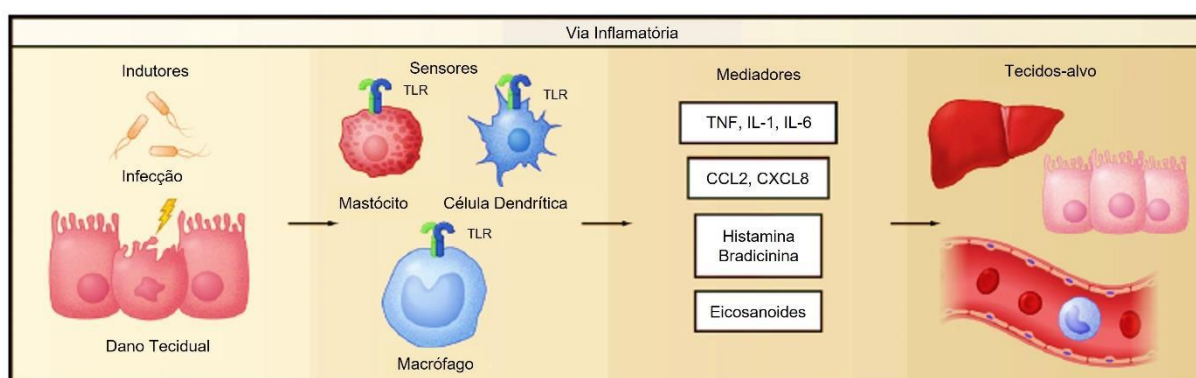 Via Inflamatória
Indutores
Infecção
Dano Tecidual
Sensores
TLR
TLR
Mastócito
Célula Dendrítica
TLR
Macrófago
Mediadores
TNF, IL-1, IL-6
CCL2, CXCL8
Histamina
Bradicinina
Eicosanoides
Tecidos-alvo